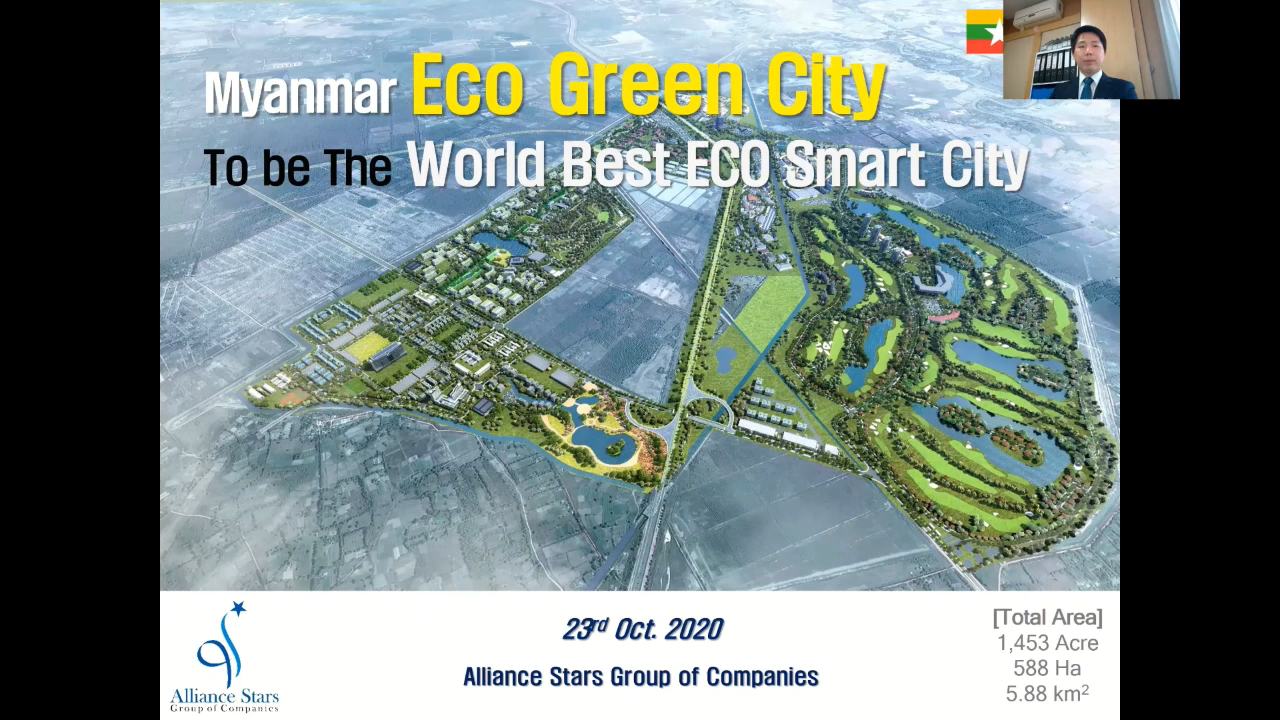 Myanmar Eco Green City
To be The World Best ECO Smart City
23rd Oct. 2020
Alliance Stars Group of Companies
[Total Area]
1,453 Acre
588 Ha
5.88 km²
Alliance Stars
Group of Companies